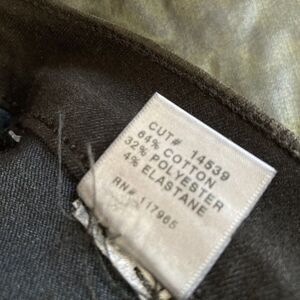 CUT# 14539
64% COTTON
32% POLYESTER
4% ELASTANE
RN# 117965